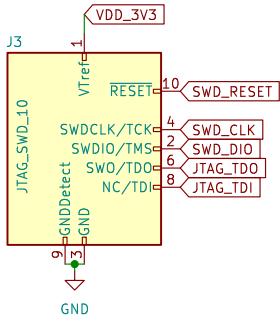 VDD_3V3
J3
1
VTref
RESET
10
SWD_RESET
JTAG_SWD_10
SWDCLK/TCK
4
SWD_CLK
SWDIO/TMS
2
SWD_DIO
SWO/TDO
6
JTAG_TDO
NC/TDI
8
JTAG_TDI
GNDDetect
GND
9
3
GND